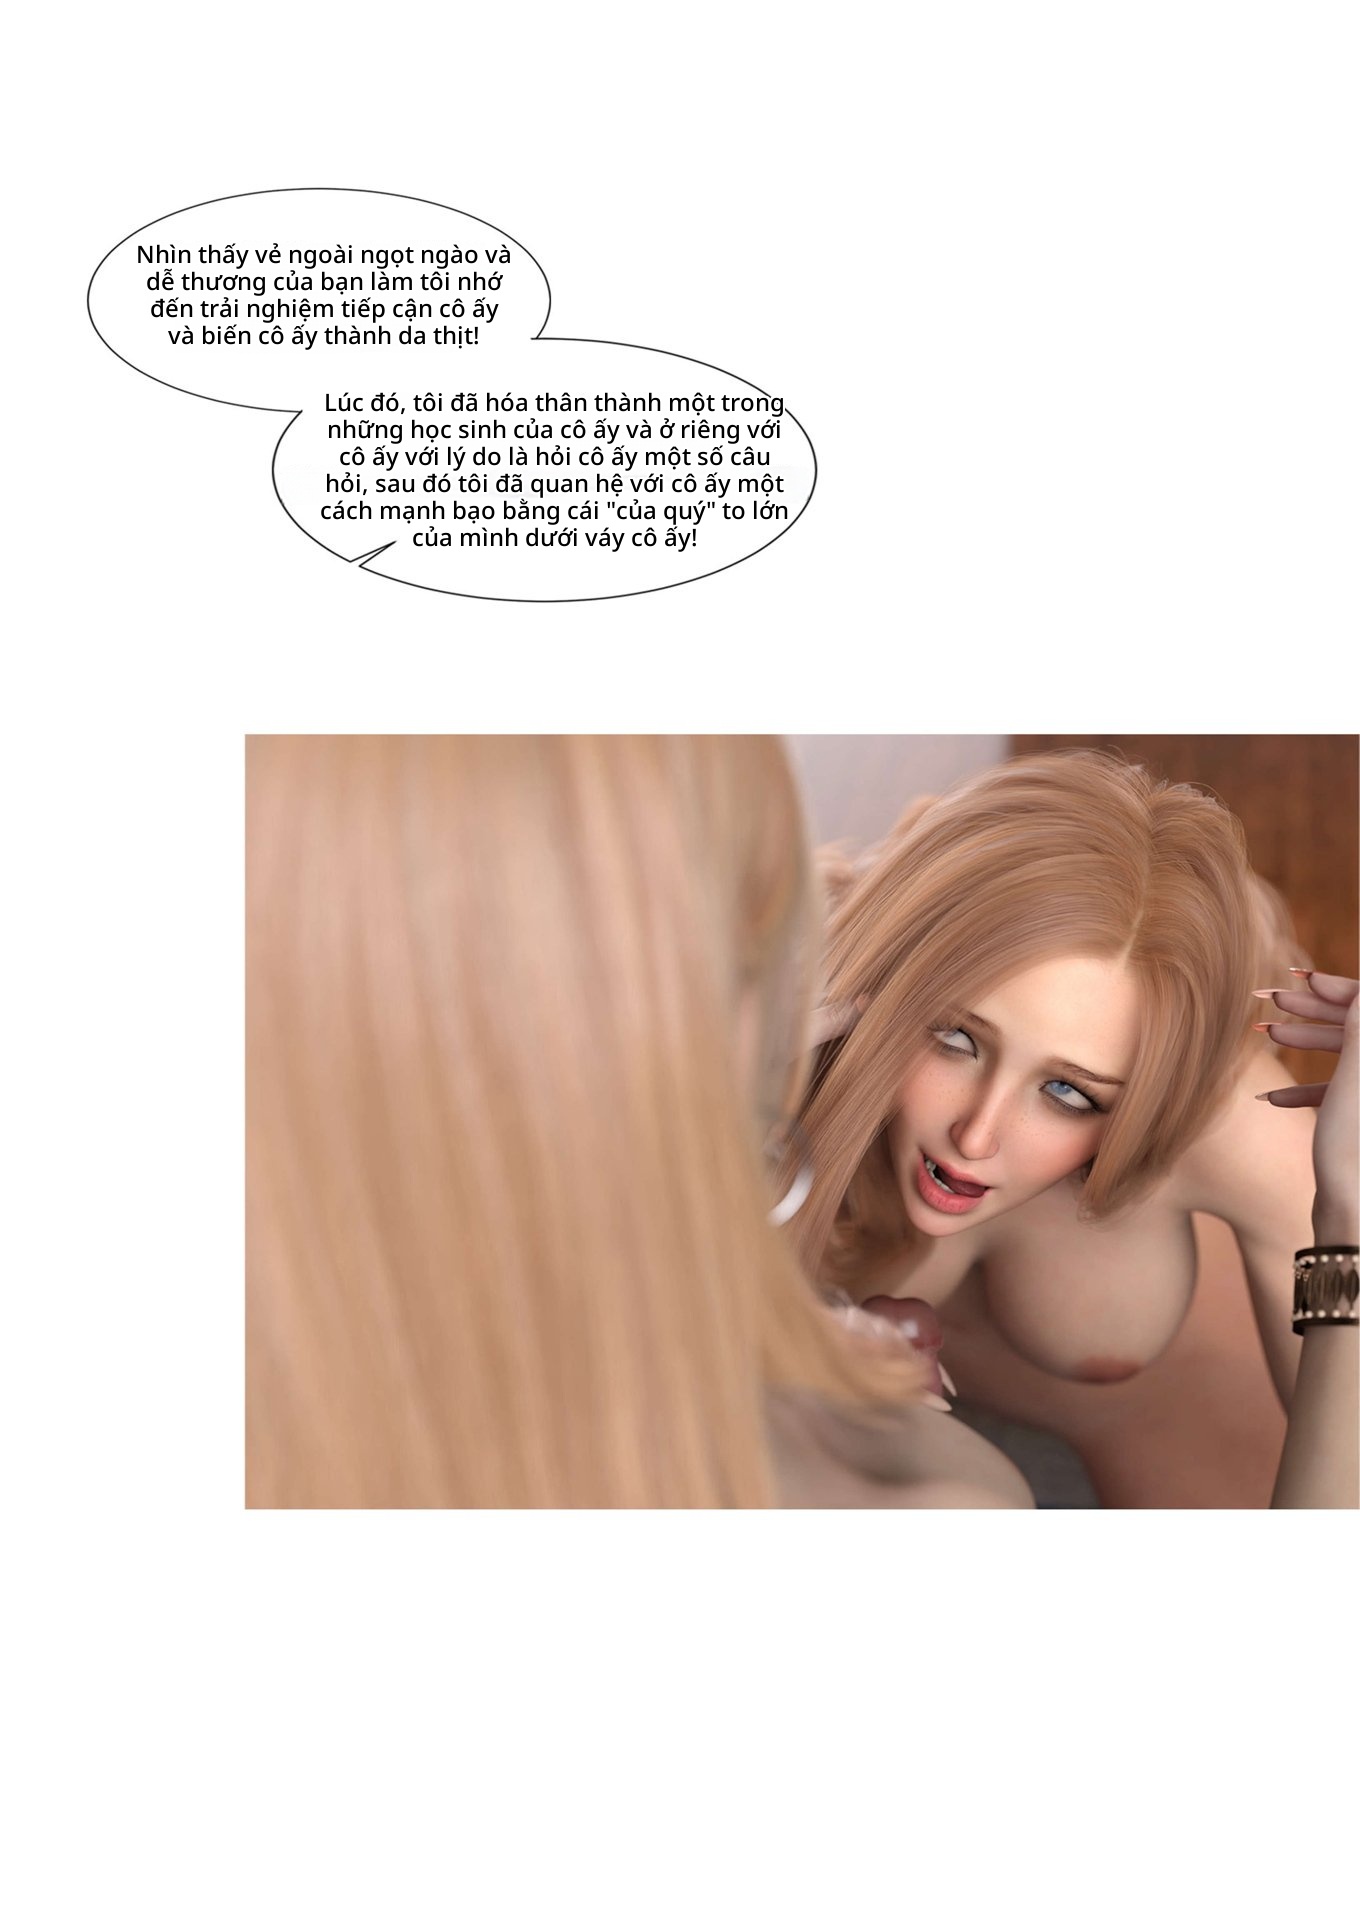 Nhìn thấy vẻ ngoài ngọt ngào và
dễ thương của bạn làm tôi nhớ
đến trải nghiệm tiếp cận cô ấy
và biến cô ấy thành da thịt!
Lúc đó, tôi đã hóa thân thành một trong
những học sinh của cô ấy và ở riêng với
cô ấy với lý do là hỏi cô ấy một số câu
hỏi, sau đó tôi đã quan hệ với cô ấy một
cách mạnh bạo bằng cái "của quý" to lớn
của mình dưới váy cô ấy!